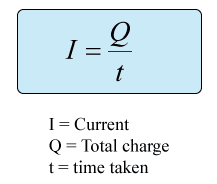 I = Q/t
I = Current
Q = Total charge
t = time taken